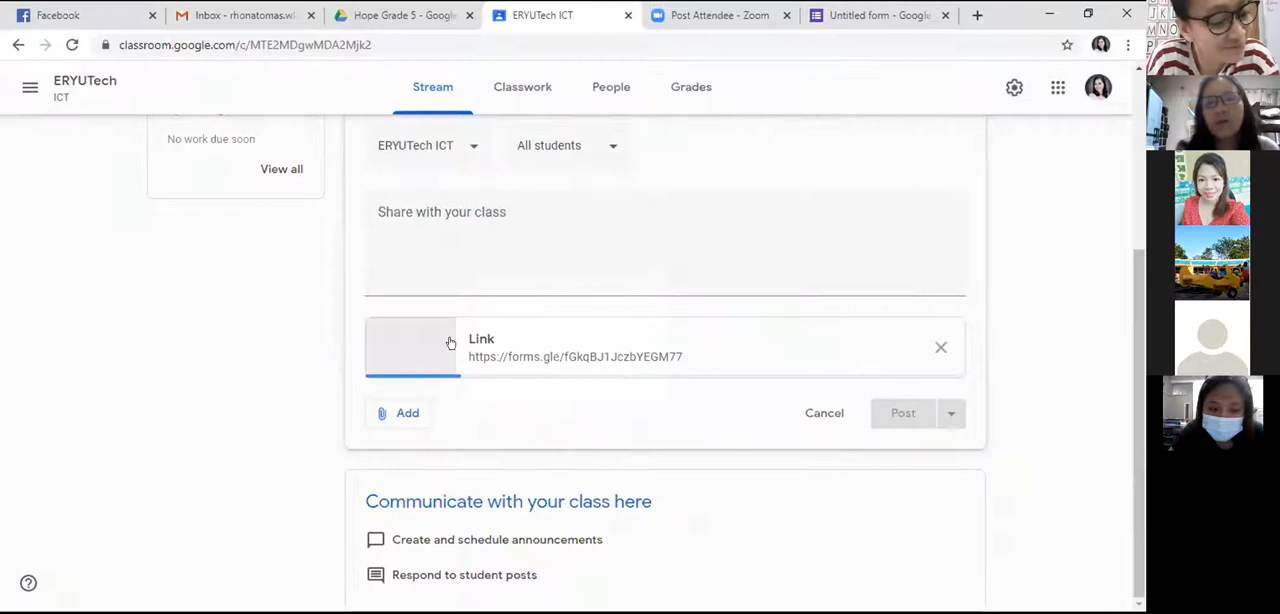 Facebook
Inbox - rhonatomas.wi
Hope Grade 5 - Google
ERYUTech ICT
Post Attendee - Zoom
Untitled form - Google
classroom.google.com/c/MTE2MDgwMDA2Mjk2
ERYUTech
ICT
Stream
Classwork
People
Grades
No work due soon
View all
ERYUTech ICT
All students
Share with your class
Link
https://forms.gle/fGkqBJ1JczbYEGM77
Add
Cancel
Post
Communicate with your class here
Create and schedule announcements
Respond to student posts